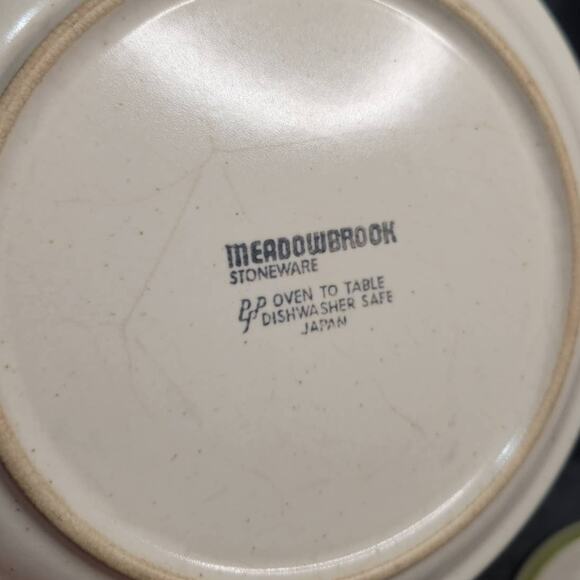 MEADOWBROOK
STONEWARE
OVEN TO TABLE
DISHWASHER SAFE
JAPAN